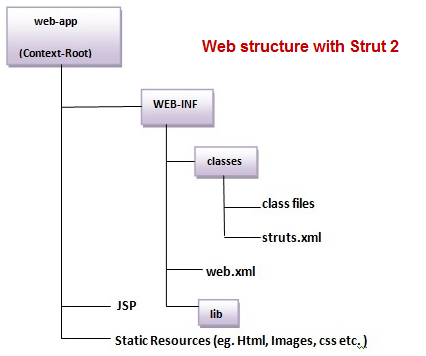 web-app
(Context-Root)
Web structure with Strut 2
WEB-INF
classes
class files
struts.xml
web.xml
lib
JSP
Static Resources (eg. Html, Images, css etc. )